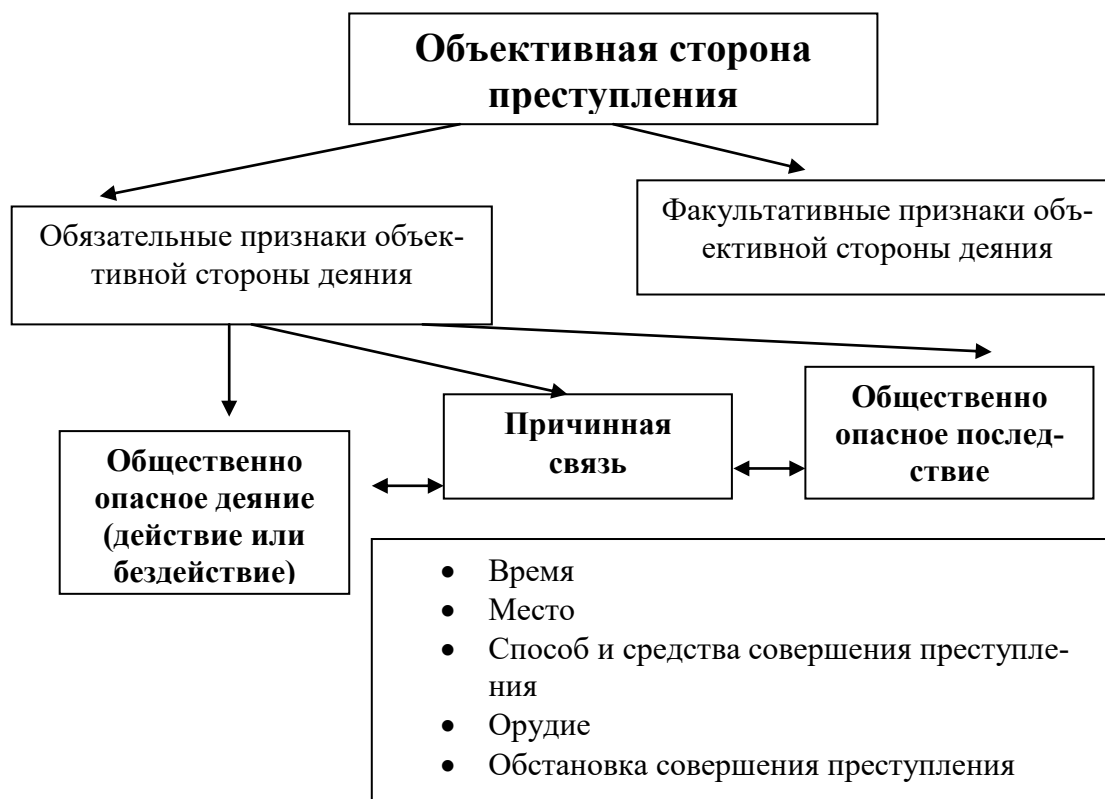 Объективная сторона
преступления
Обязательные признаки объек-
тивной стороны деяния
Факультативные признаки объ-
ективной стороны деяния
Общественно
опасное деяние
(действие или
бездействие)
Причинная
связь
Общественно
опасное послед-
ствие
• Время
• Место
• Способ и средства совершения преступле-
ния
• Орудие
• Обстановка совершения преступления